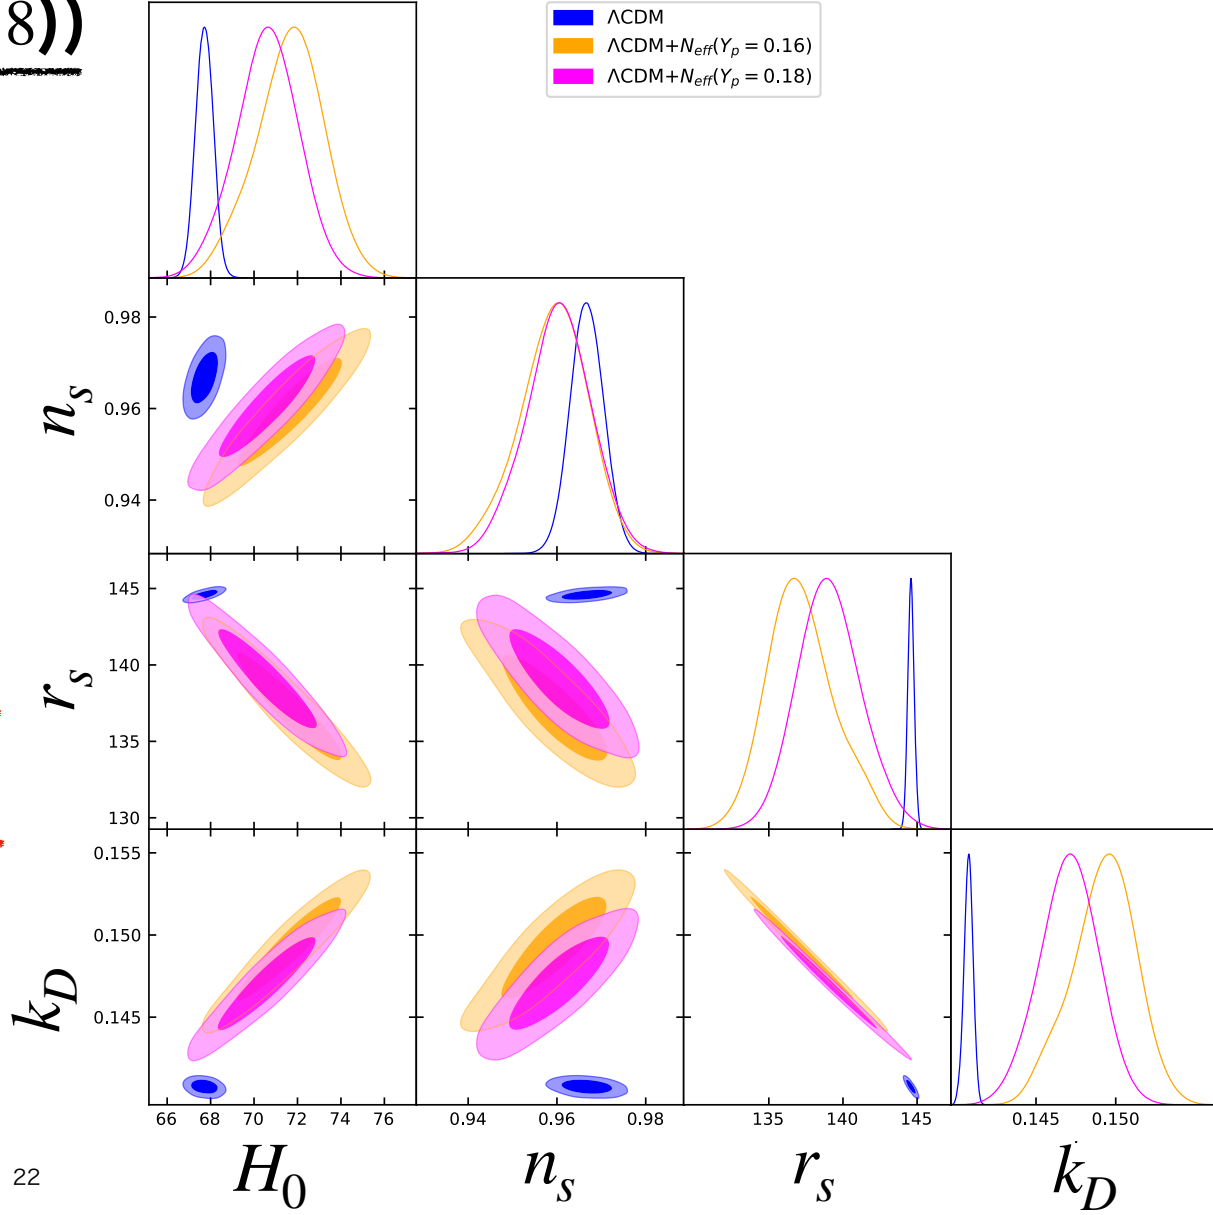 8))
ΛCDM
ΛCDM+N_eff(Y_p = 0.16)
ΛCDM+N_eff(Y_p = 0.18)
0.98
0.96
0.94
n_s
145
140
135
130
r_s
0.155
0.150
0.145
k_D
66 68 70 72 74 76
0.94 0.96 0.98
135 140 145
0.145 0.150
H_0
n_s
r_s
k_D
22